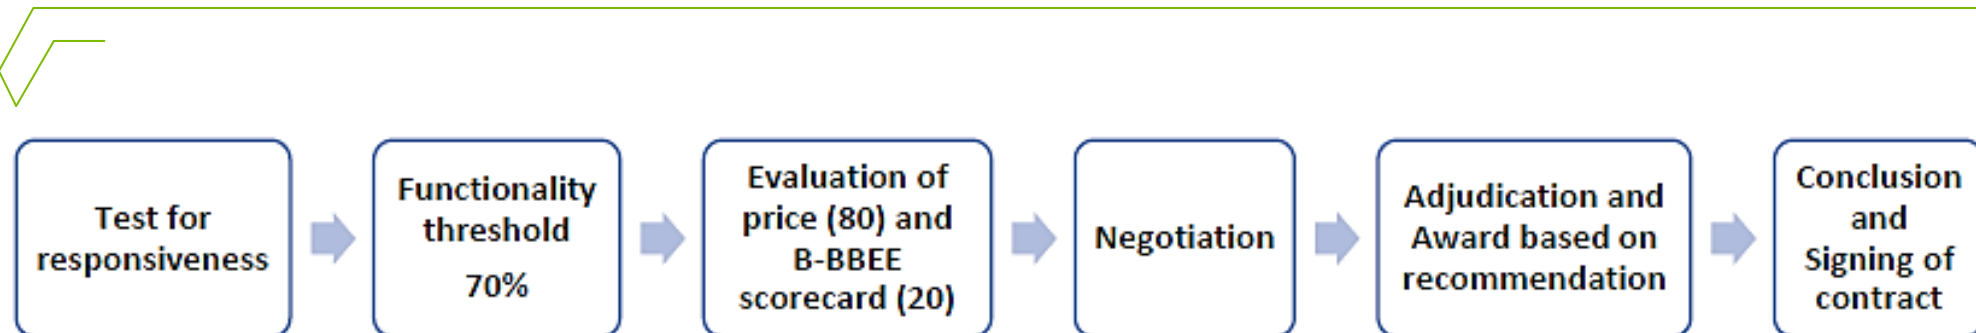 Test for
responsiveness
Functionality
threshold
70%
Evaluation of
price (80) and
B-BBEE
scorecard (20)
Negotiation
Adjudication and
Award based on
recommendation
Conclusion
and
Signing of
contract